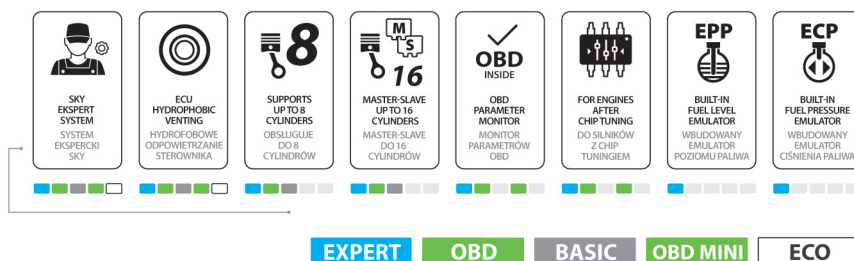 SKY
EKSPERT
SYSTEM
SYSTEM
EKSPERCKI
SKY
ECU
HYDROPHOBIC
VENTING
HYDROFOBOWE
ODPOWIETRZANIE
STEROWNIKA
8
SUPPORTS
UP TO 8
CYLINDERS
OBSŁUGUJE
DO 8
CYLINDRÓW
M
S
16
MASTER-SLAVE
UP TO 16
CYLINDERS
MASTER-SLAVE
DO 16
CYLINDRÓW
OBD
INSIDE
OBD
PARAMETER
MONITOR
MONITOR
PARAMETRÓW
OBD
FOR ENGINES
AFTER
CHIP TUNING
DO SILNIKÓW
Z CHIP
TUNINGIEM
EPP
BUILT-IN
FUEL LEVEL
EMULATOR
WBUDOWANY
EMULATOR
POZIOMU PALIWA
ECP
BUILT-IN
FUEL PRESSURE
EMULATOR
WBUDOWANY
EMULATOR
CIŚNIENIA PALIWA
EXPERT
OBD
BASIC
OBD MINI
ECO